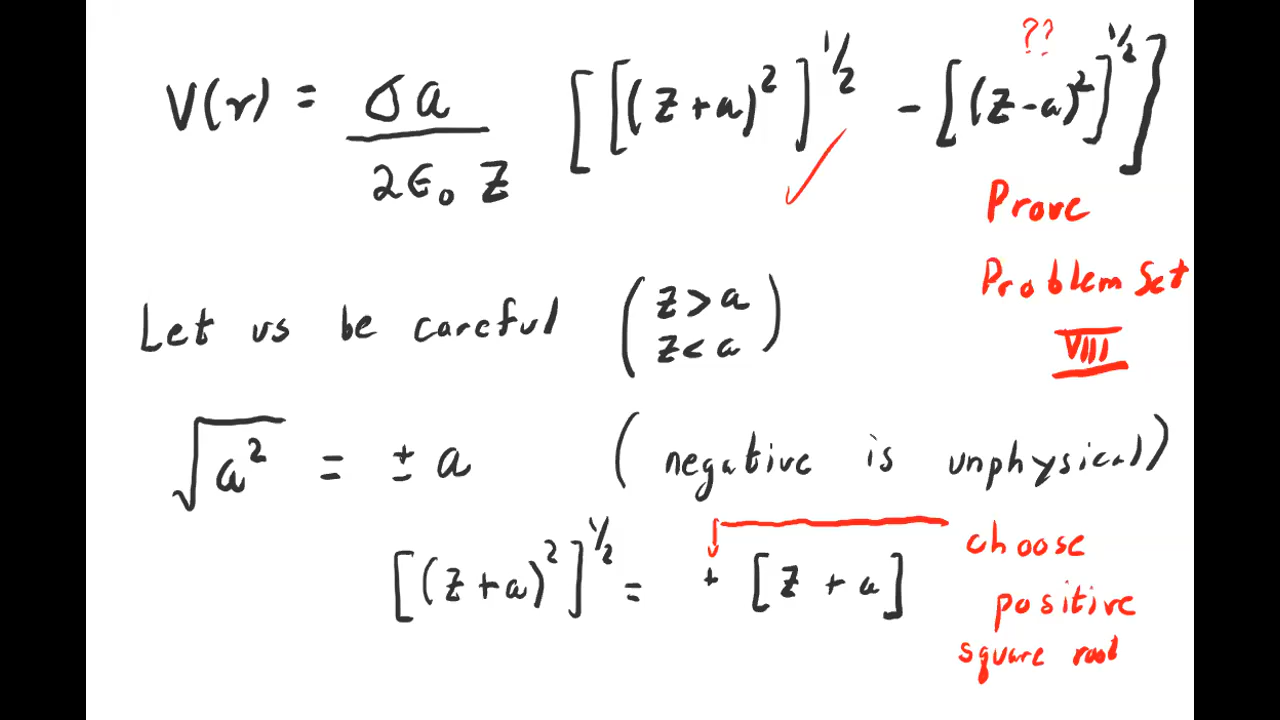 ??
V(r) = σa / 2ϵ₀ z [[(z+a)²]^1/2 - [(z-a)²]^1/2]
Prove
Problem Set
VIII
Let us be careful (z>a z<a)
√a² = ± a (negative is unphysical)
[(z+a)²]^1/2 = + [z + a]
choose
positive
square root